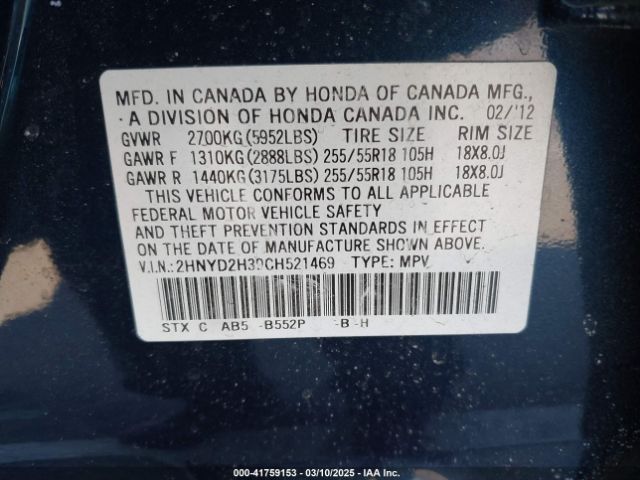 MFD. IN CANADA BY HONDA OF CANADA MFG.,
A DIVISION OF HONDA CANADA INC. 02/'12
GVWR 2700KG(5952LBS) TIRE SIZE RIM SIZE
GAWR F 1310KG(2888LBS) 255/55R18 105H 18X8.0J
GAWR R 1440KG(3175LBS) 255/55R18 105H 18X8.0J
THIS VEHICLE CONFORMS TO ALL APPLICABLE
FEDERAL MOTOR VEHICLE SAFETY
AND THEFT PREVENTION STANDARDS IN EFFECT
ON THE DATE OF MANUFACTURE SHOWN ABOVE.
V.I.N.: TYPE: MPV
STX C AB5 -B552P -B -H
000-41759153 - 03/10/2025 - IAA Inc.